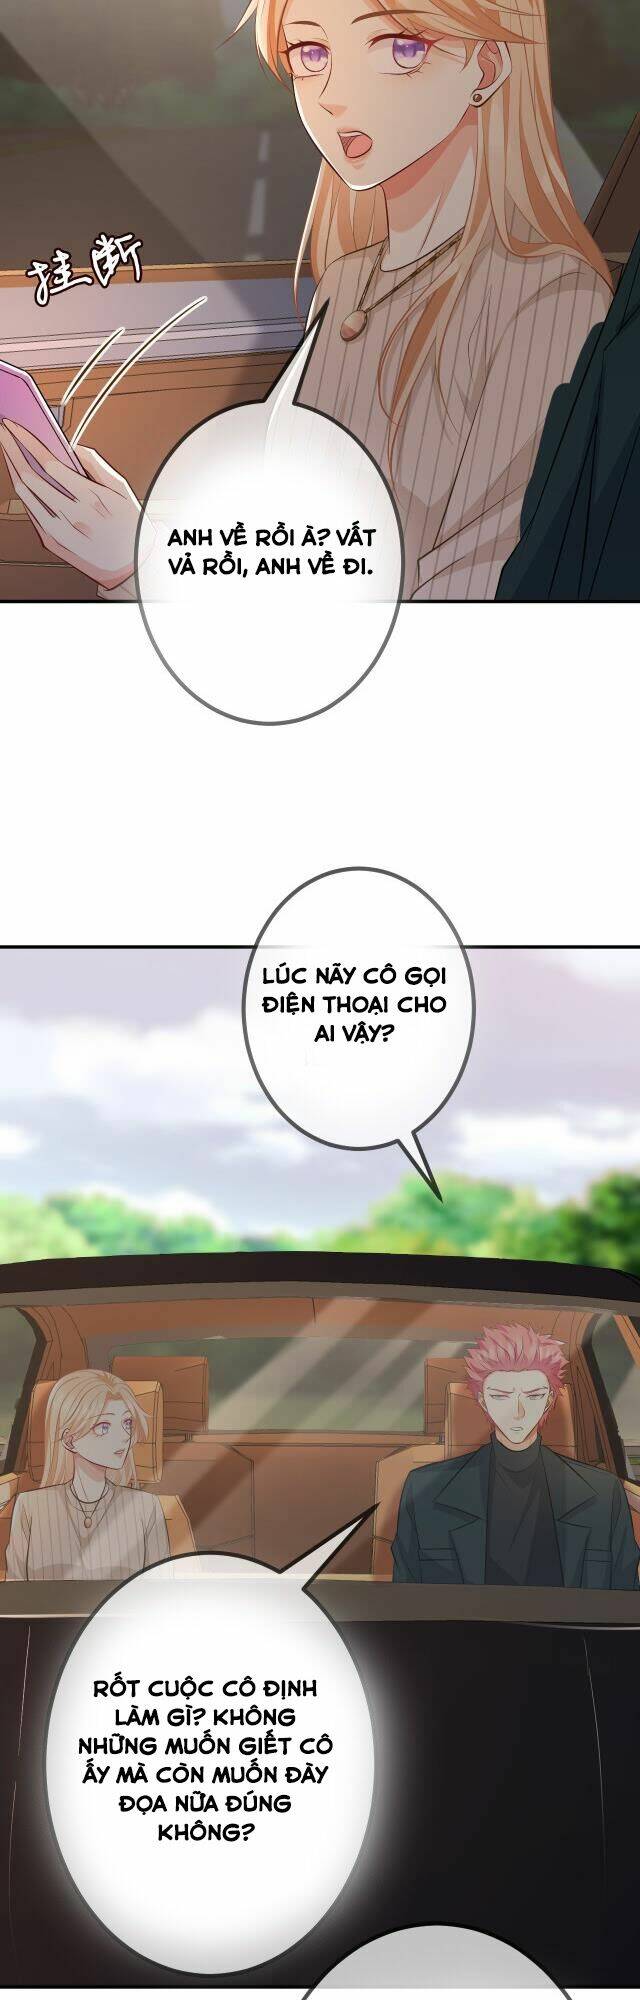 挂断
ANH VỀ RỒI À? VẤT
VẢ RỒI, ANH VỀ ĐI.
LÚC NÃY CÔ GỌI
ĐIỆN THOẠI CHO
AI VẬY?
RỐT CUỘC CÔ ĐỊNH
LÀM GÌ? KHÔNG
NHỮNG MUỐN GIẾT CÔ
ẤY MÀ CÒN MUỐN ĐÀY
ĐỌA NỮA ĐÚNG
KHÔNG?